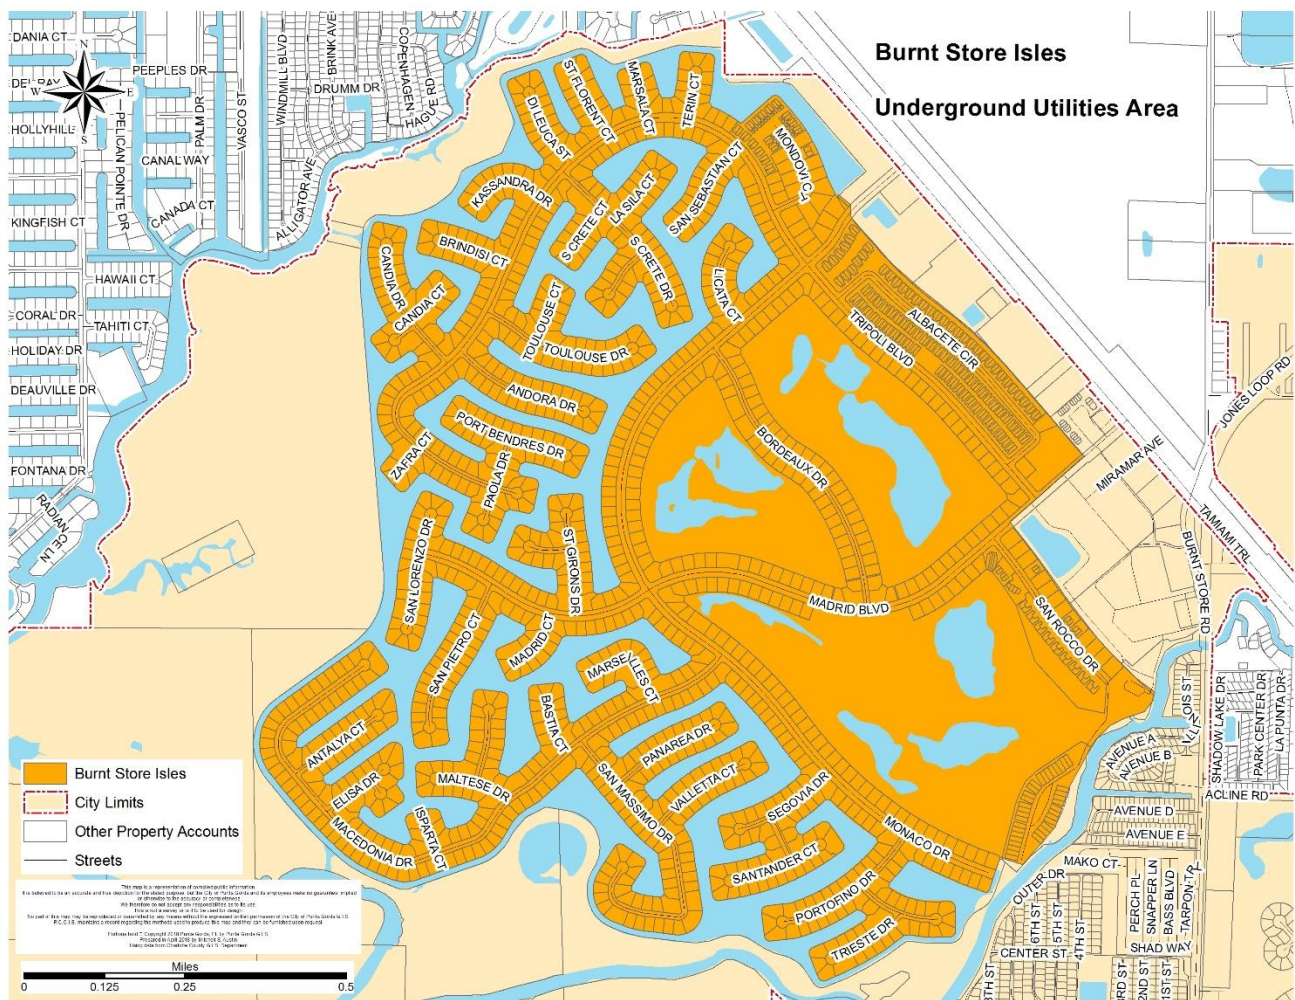 Burnt Store Isles
Underground Utilities Area
DANIA CT
N
W
E
S
HOLLYHILL
KINGFISH CT
CORAL DR
HOLIDAY DR
DEAUVILLE DR
FONTANA DR
PEEPLES DR
PELICAN POINTE DR
PALM DR
VASCO ST
CANAL WAY
CANADA CT
HAWAII CT
TAHITI CT
WINDMILL BLVD
BRINK AVE
DRUMM DR
COPENHAGEN
HAGUE RD
ALLIGATOR AVE
DI LEUCA ST
ST FLORENT CT
MARSALA CT
TERIN CT
MONDOVI CT
SAN SEBASTIAN CT
KASSANDRA DR
LA SILA CT
S CRETE CT
S CRETE DR
BRINDISI CT
CANDIA DR
CANDIA CT
LICATA CT
TOULOUSE CT
TOULOUSE DR
TRIPOLI BLVD
ALBACETE CIR
ANDORA DR
PORT BENDRES DR
ZAFRA CT
PAOLA DR
BORDEAUX DR
JONES LOOP RD
MIRAMAR AVE
TAMIAMI TRL
BURNT STORE RD
SAN LORENZO DR
ST GIRONS DR
MADRID BLVD
SAN ROCCO DR
SAN PIETRO CT
MADRID CT
MARSEILLES CT
BASTIA CT
ANTALYA CT
ELISA DR
MALTESE DR
ISPARTA CT
MACEDONIA DR
PANAREA DR
VALLETTA CT
SAN MASSIMO DR
SEGOVIA DR
SANTANDER CT
MONACO DR
PORTOFINO DR
TRIESTE DR
AVENUE A
AVENUE B
AVENUE D
AVENUE E
SHADOW LAKE DR
PARK CENTER DR
LA PUNTA DR
ACLINE RD
MAKO CT
OUTER DR
PERCH PL
SNAPPER LN
BASS BLVD
6TH ST
5TH ST
4TH ST
CENTER ST
SHAD WAY
3RD ST
2ND ST
1ST ST
Burnt Store Isles
City Limits
Other Property Accounts
Streets
Miles
0 0.125 0.25 0.5